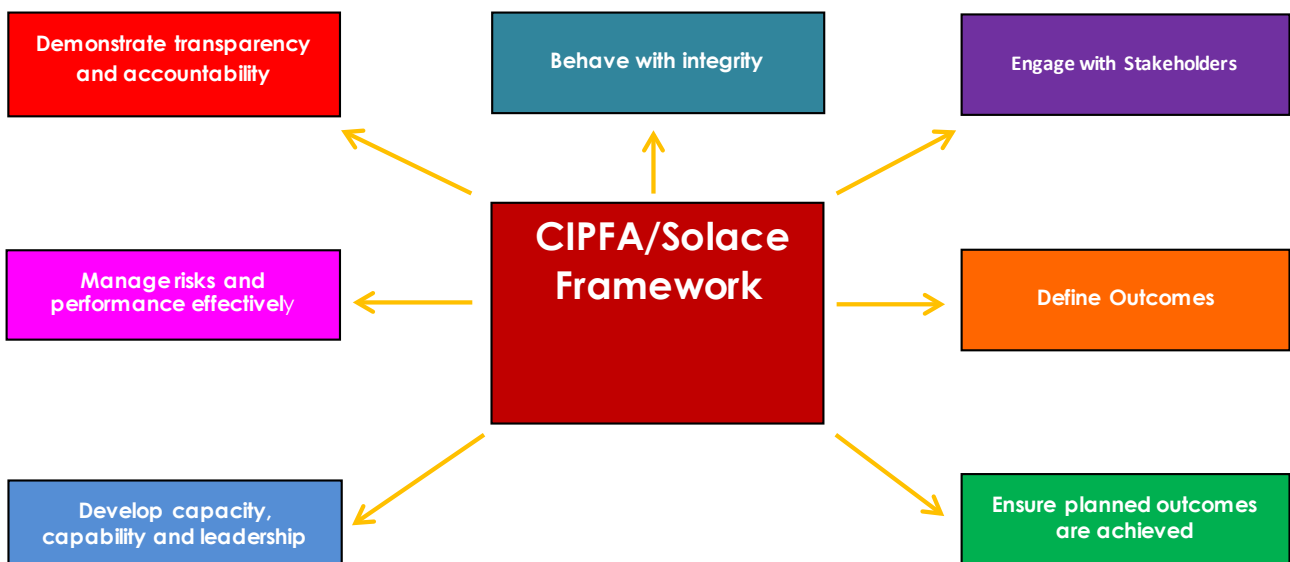 Demonstrate transparency
and accountability
Behave with integrity
Engage with Stakeholders
CIPFA/Solace
Framework
Manage risks and
performance effectively
Define Outcomes
Develop capacity,
capability and leadership
Ensure planned outcomes
are achieved